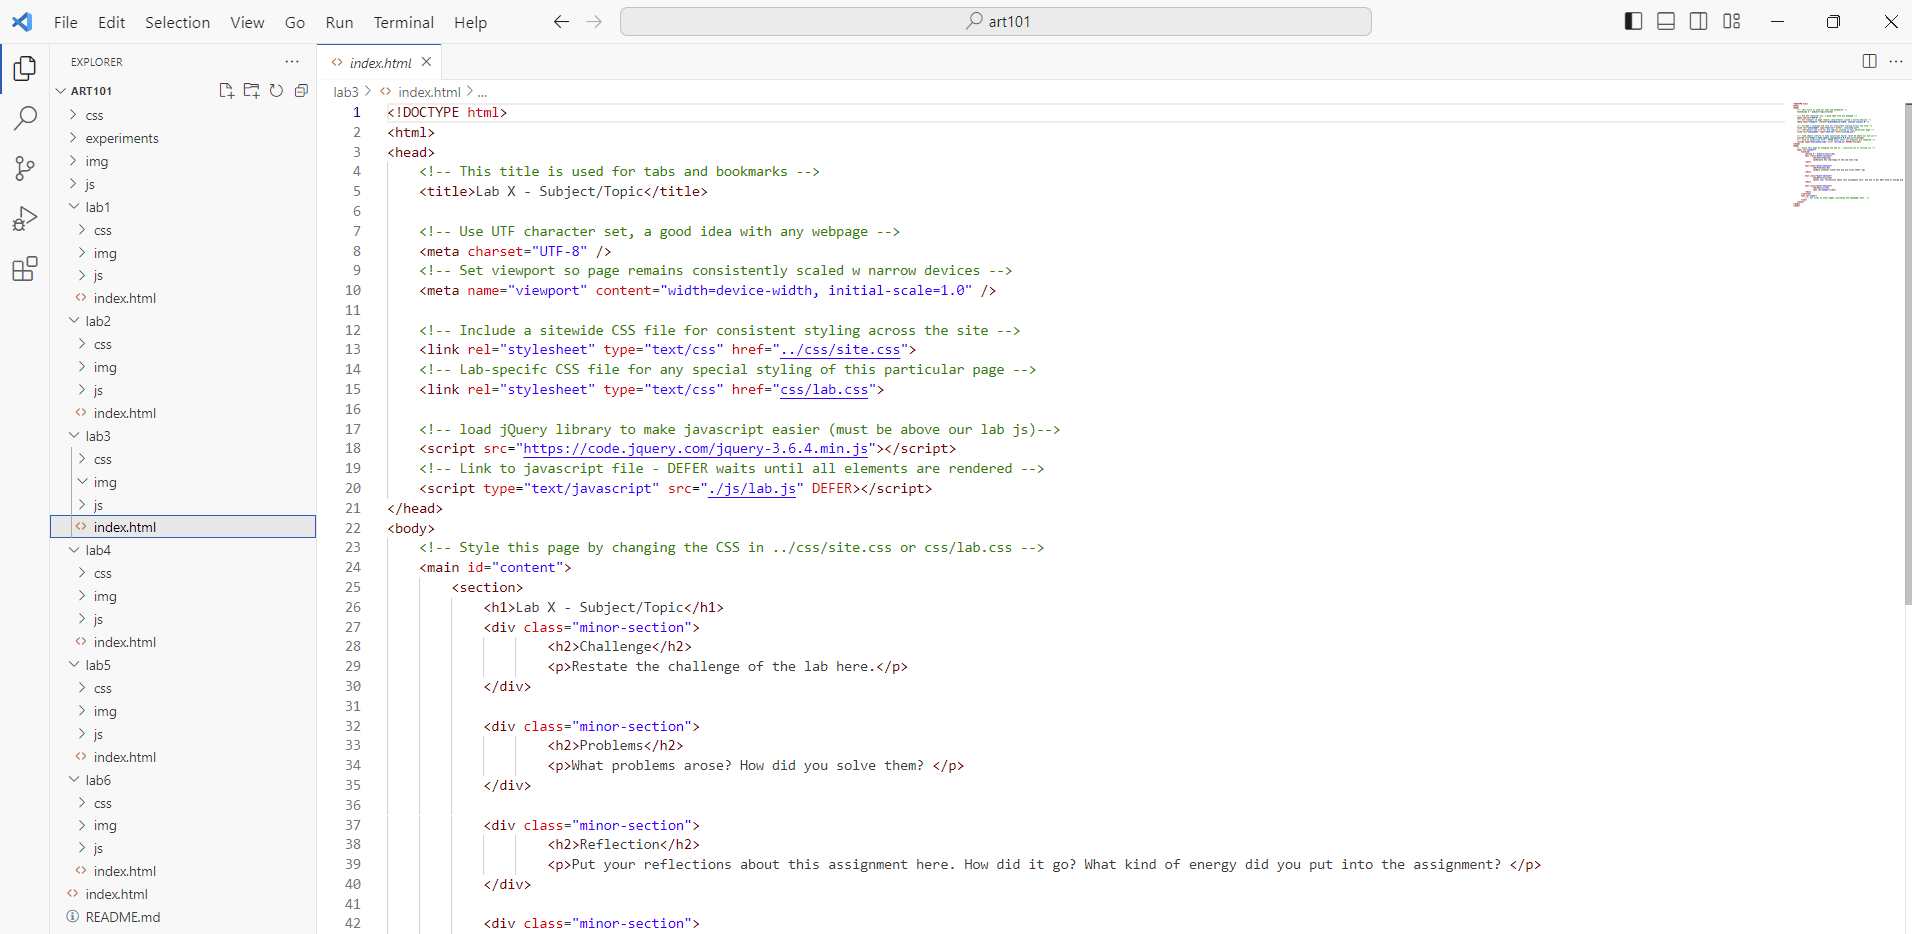 File Edit Selection View Go Run Terminal Help
art101
EXPLORER
ART101
css
experiments
img
js
lab1
css
img
js
index.html
lab2
css
img
js
index.html
lab3
css
img
js
index.html
lab4
css
img
js
index.html
lab5
css
img
js
index.html
lab6
css
img
js
index.html
index.html
README.md
index.html
lab3 > index.html > ...
1 <!DOCTYPE html>
2 <html>
3 <head>
4 <!-- This title is used for tabs and bookmarks -->
5 <title>Lab X - Subject/Topic</title>
6
7 <!-- Use UTF character set, a good idea with any webpage -->
8 <meta charset="UTF-8" />
9 <!-- Set viewport so page remains consistently scaled w narrow devices -->
10 <meta name="viewport" content="width=device-width, initial-scale=1.0" />
11
12 <!-- Include a sitewide CSS file for consistent styling across the site -->
13 <link rel="stylesheet" type="text/css" href="../css/site.css">
14 <!-- Lab-specifc CSS file for any special styling of this particular page -->
15 <link rel="stylesheet" type="text/css" href="css/lab.css">
16
17 <!-- load jQuery library to make javascript easier (must be above our lab js)-->
18 <script src="https://code.jquery.com/jquery-3.6.4.min.js"></script>
19 <!-- Link to javascript file - DEFER waits until all elements are rendered -->
20 <script type="text/javascript" src="./js/lab.js" DEFER></script>
21 </head>
22 <body>
23 <!-- Style this page by changing the CSS in ../css/site.css or css/lab.css -->
24 <main id="content">
25 <section>
26 <h1>Lab X - Subject/Topic</h1>
27 <div class="minor-section">
28 <h2>Challenge</h2>
29 <p>Restate the challenge of the lab here.</p>
30 </div>
31
32 <div class="minor-section">
33 <h2>Problems</h2>
34 <p>What problems arose? How did you solve them? </p>
35 </div>
36
37 <div class="minor-section">
38 <h2>Reflection</h2>
39 <p>Put your reflections about this assignment here. How did it go? What kind of energy did you put into the assignment? </p>
40 </div>
41
42 <div class="minor-section">